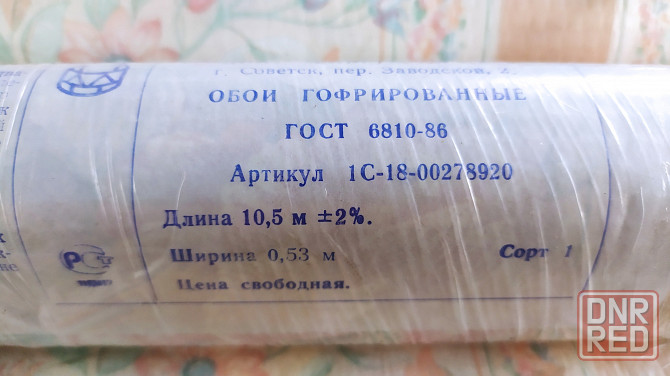 г. Советск, пер. Заводской, 2
ОБОИ ГОФРИРОВАННЫЕ
ГОСТ 6810-86
Артикул 1С-18-00278920
Длина 10,5 м ±2%.
Ширина 0,53 м
Сорт 1
Цена свободная.
DNR
RED